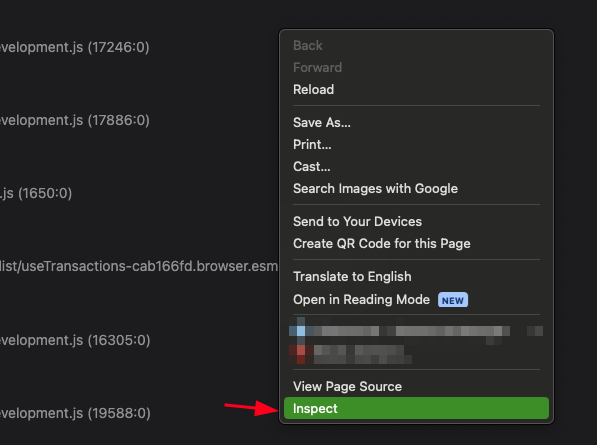 evelopment.js (17246:0)
evelopment.js (17886:0)
.js (1650:0)
list/useTransactions-cab166fd.browser.esm
evelopment.js (16305:0)
evelopment.js (19588:0)
Back
Forward
Reload
Save As...
Print...
Cast...
Search Images with Google
Send to Your Devices
Create QR Code for this Page
Translate to English
Open in Reading Mode NEW
View Page Source
Inspect